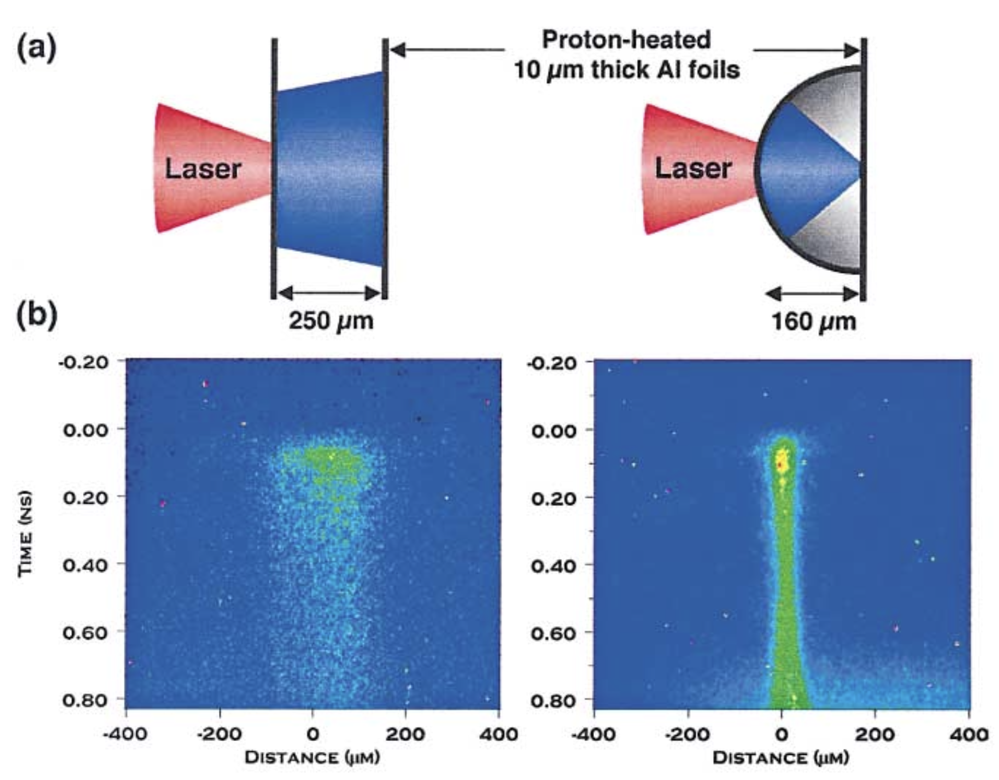 (a)
Proton-heated
10 µm thick Al foils
Laser
Laser
250 µm
160 µm
(b)
-0.20
0.00
0.20
0.40
0.60
0.80
TIME (NS)
-400 -200 0 200 400
DISTANCE (µM)
-0.20
0.00
0.20
0.40
0.60
0.80
-400 -200 0 200 400
DISTANCE (µM)